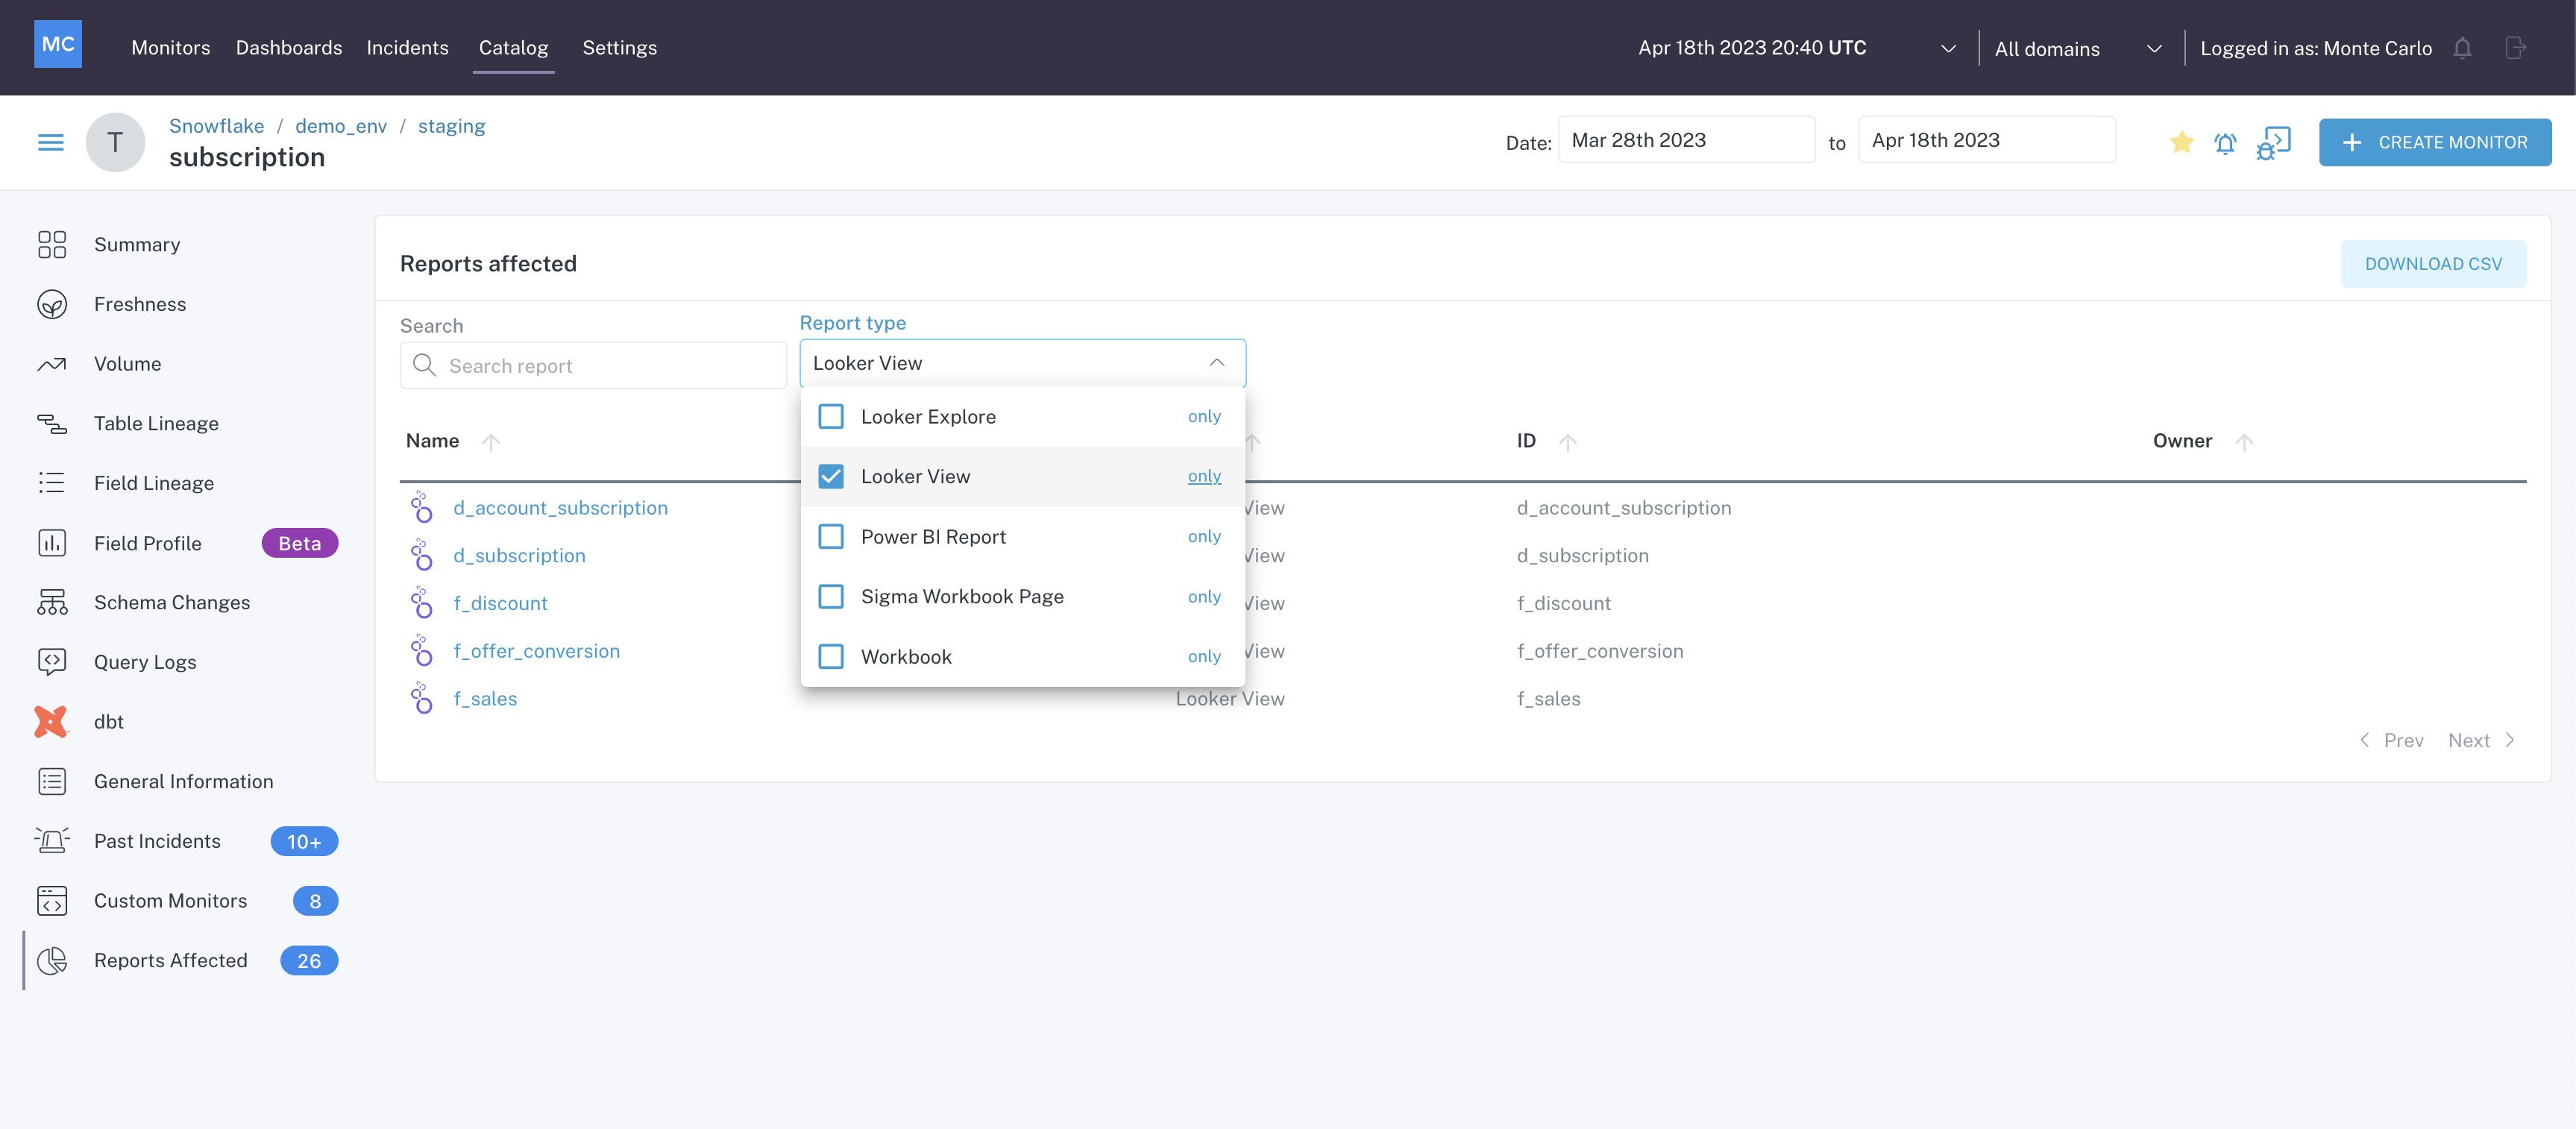 MC Monitors Dashboards Incidents Catalog Settings Apr 18th 2023 20:40 UTC All domains Logged in as: Monte Carlo
T
Snowflake / demo_env / staging
subscription
Date: Mar 28th 2023 to Apr 18th 2023
CREATE MONITOR
Summary
Freshness
Volume
Table Lineage
Field Lineage
Field Profile Beta
Schema Changes
Query Logs
dbt
General Information
Past Incidents 10+
Custom Monitors 8
Reports Affected 26
Reports affected
DOWNLOAD CSV
Search
Search report
Report type
Looker View
Looker Explore only
Looker View only
Power BI Report only
Sigma Workbook Page only
Workbook only
Name ID Owner
d_account_subscription View d_account_subscription
d_subscription View d_subscription
f_discount View f_discount
f_offer_conversion View f_offer_conversion
f_sales Looker View f_sales
Prev Next